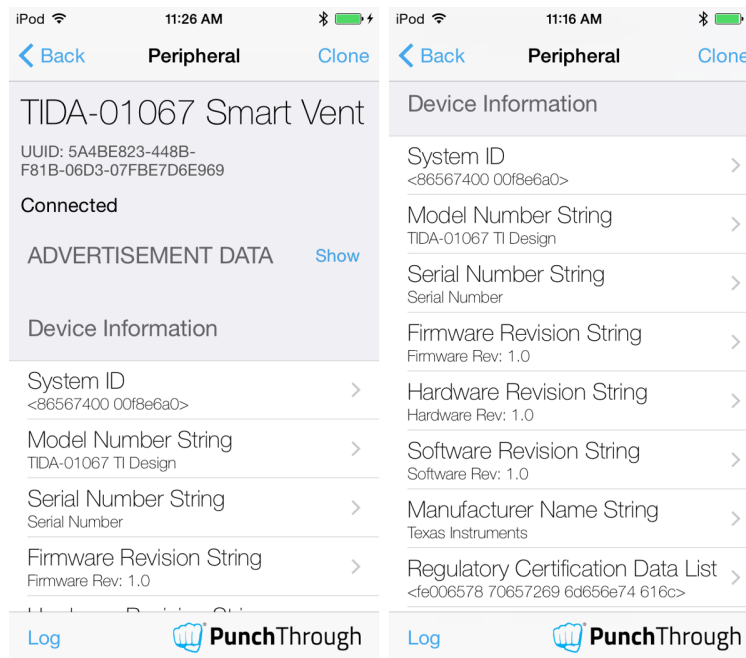 iPod 11:26 AM
Back Peripheral Clone
TIDA-01067 Smart Vent
UUID: 5A4BE823-448B-
F81B-06D3-07FBE7D6E969
Connected
ADVERTISEMENT DATA Show
Device Information
System ID
<86567400 00f8e6a0>
Model Number String
TIDA-01067 TI Design
Serial Number String
Serial Number
Firmware Revision String
Firmware Rev: 1.0
Log PunchThrough
iPod 11:16 AM
Back Peripheral Clone
Device Information
System ID
<86567400 00f8e6a0>
Model Number String
TIDA-01067 TI Design
Serial Number String
Serial Number
Firmware Revision String
Firmware Rev: 1.0
Hardware Revision String
Hardware Rev: 1.0
Software Revision String
Software Rev: 1.0
Manufacturer Name String
Texas Instruments
Regulatory Certification Data List
<fe006578 70657269 6d656e74 616c>
Log PunchThrough